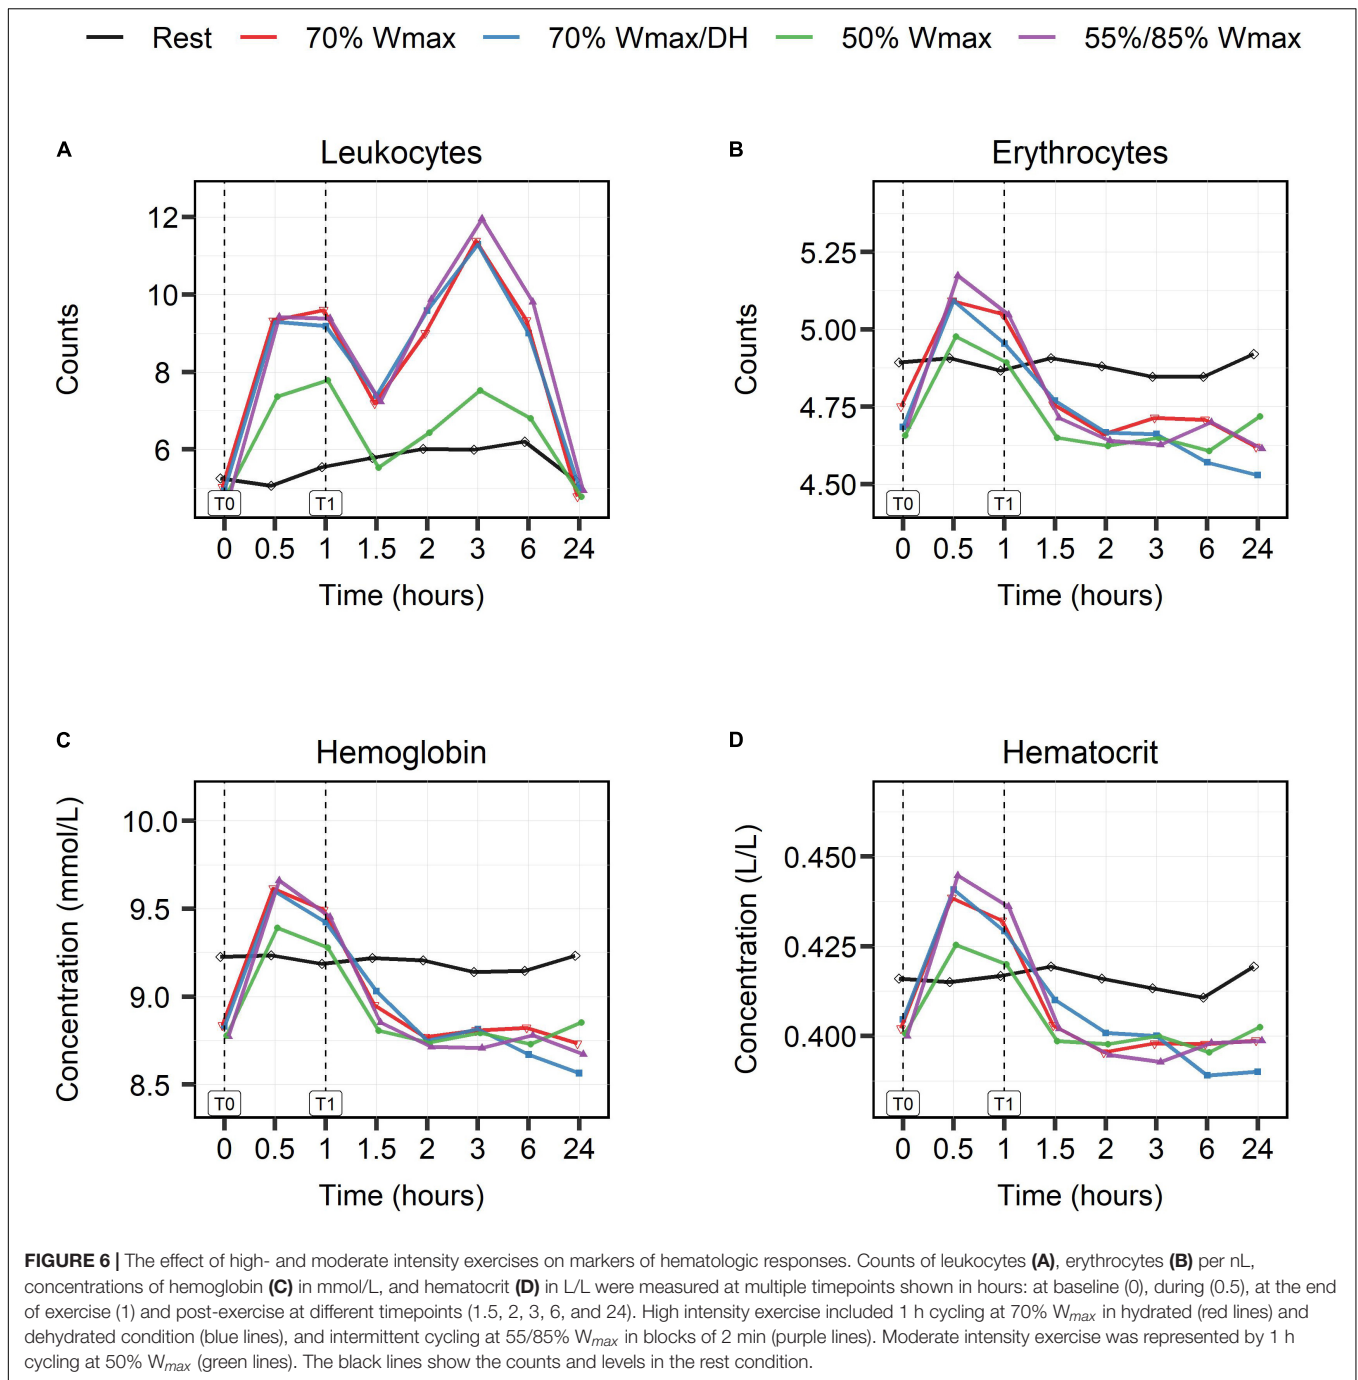 Rest 70% Wmax 70% Wmax/DH 50% Wmax 55%/85% Wmax
A
Leukocytes
Counts
12
10
8
6
T0 T1
0 0.5 1 1.5 2 3 6 24
Time (hours)
B
Erythrocytes
Counts
5.25
5.00
4.75
4.50
T0 T1
0 0.5 1 1.5 2 3 6 24
Time (hours)
C
Hemoglobin
Concentration (mmol/L)
10.0
9.5
9.0
8.5
T0 T1
0 0.5 1 1.5 2 3 6 24
Time (hours)
D
Hematocrit
Concentration (L/L)
0.450
0.425
0.400
T0 T1
0 0.5 1 1.5 2 3 6 24
Time (hours)
FIGURE 6 | The effect of high- and moderate intensity exercises on markers of hematologic responses. Counts of leukocytes (A), erythrocytes (B) per nL,
concentrations of hemoglobin (C) in mmol/L, and hematocrit (D) in L/L were measured at multiple timepoints shown in hours: at baseline (0), during (0.5), at the end
of exercise (1) and post-exercise at different timepoints (1.5, 2, 3, 6, and 24). High intensity exercise included 1 h cycling at 70% Wmax in hydrated (red lines) and
dehydrated condition (blue lines), and intermittent cycling at 55/85% Wmax in blocks of 2 min (purple lines). Moderate intensity exercise was represented by 1 h
cycling at 50% Wmax (green lines). The black lines show the counts and levels in the rest condition.